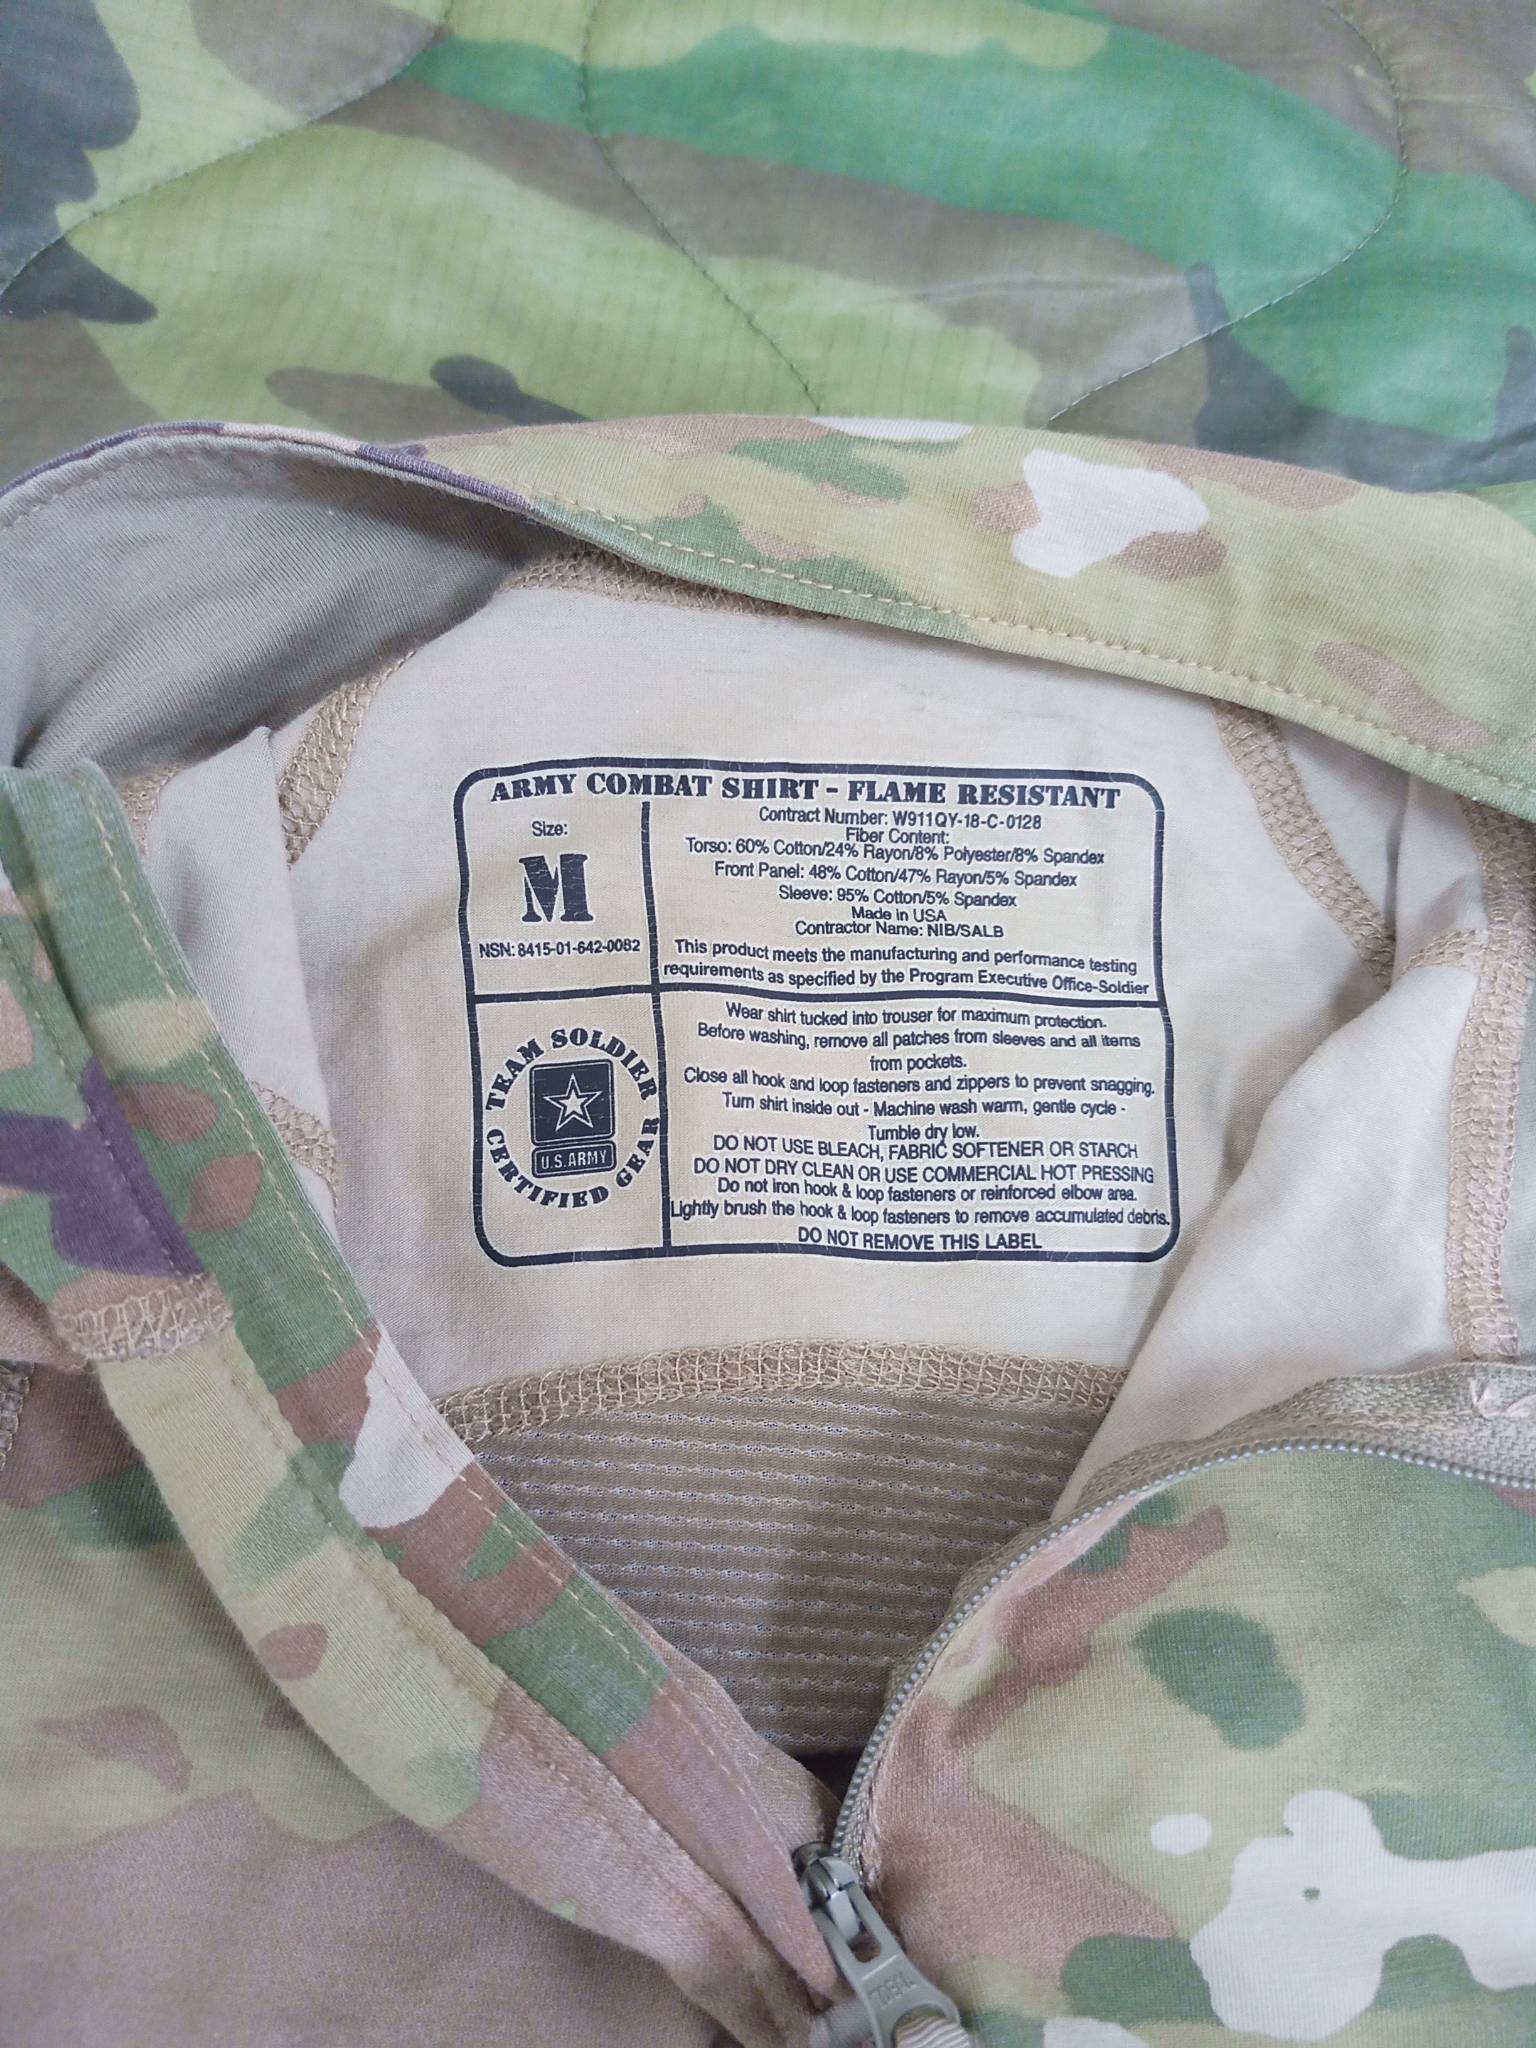 ARMY COMBAT SHIRT - FLAME RESISTANT
Size:
M
NSN: 8415-01-642-0082
Contract Number: W911QY-18-C-0128
Fiber Content:
Torso: 60% Cotton/24% Rayon/8% Polyester/8% Spandex
Front Panel: 48% Cotton/47% Rayon/5% Spandex
Sleeve: 95% Cotton/5% Spandex
Made in USA
Contractor Name: NIB/SALB
This product meets the manufacturing and performance testing
requirements as specified by the Program Executive Office-Soldier
TEAM SOLDIER
U.S. ARMY
CERTIFIED GEAR
Wear shirt tucked into trouser for maximum protection.
Before washing, remove all patches from sleeves and all items
from pockets.
Close all hook and loop fasteners and zippers to prevent snagging.
Turn shirt inside out - Machine wash warm, gentle cycle -
Tumble dry low.
DO NOT USE BLEACH, FABRIC SOFTENER OR STARCH
DO NOT DRY CLEAN OR USE COMMERCIAL HOT PRESSING
Do not iron hook & loop fasteners or reinforced elbow area.
Lightly brush the hook & loop fasteners to remove accumulated debris.
DO NOT REMOVE THIS LABEL